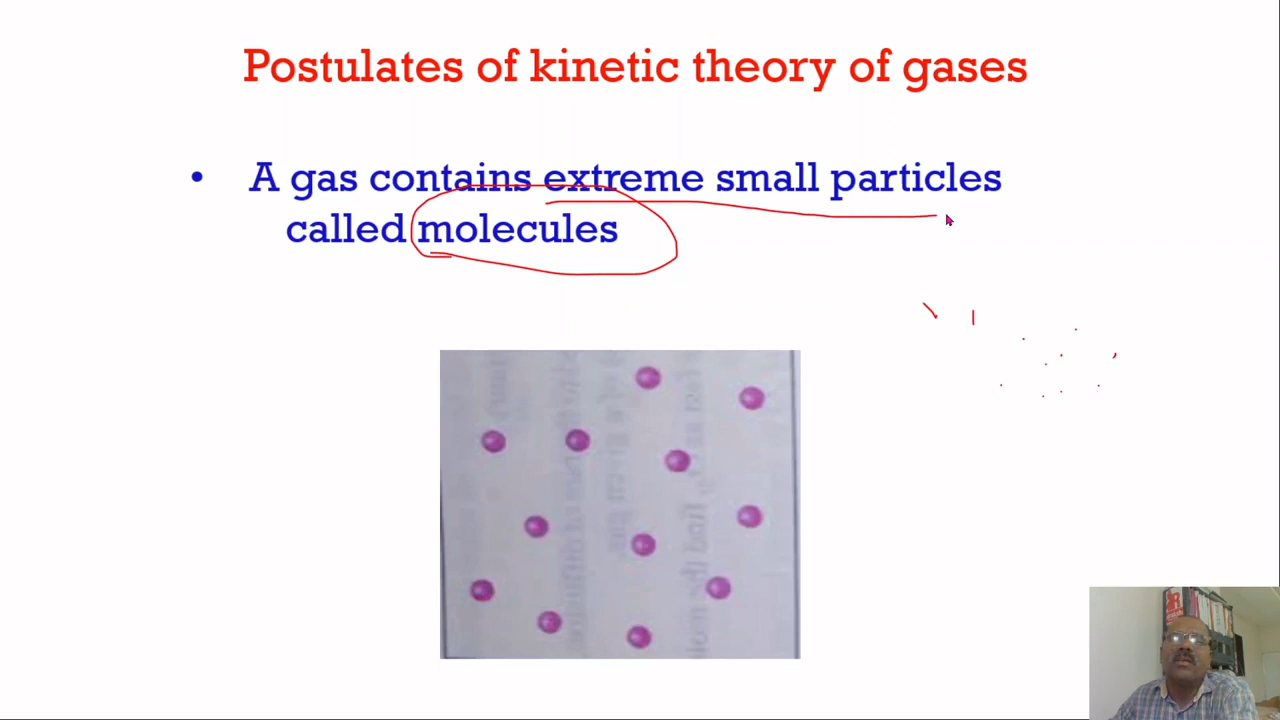 Postulates of kinetic theory of gases
• A gas contains extreme small particles
called molecules